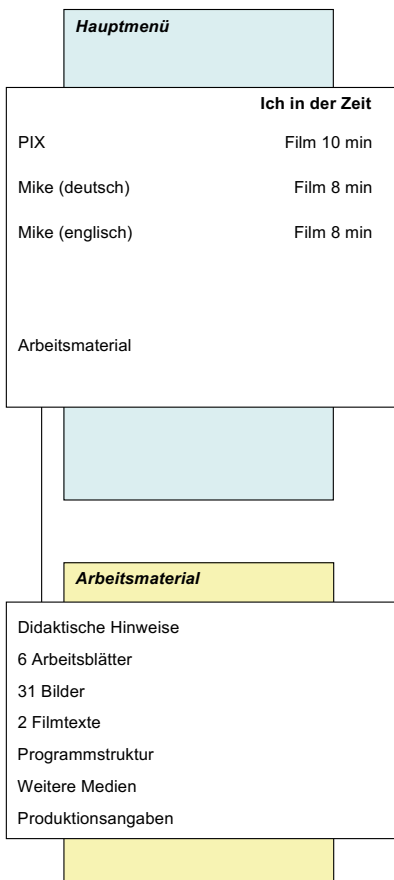 Hauptmenü
Ich in der Zeit
PIX Film 10 min
Mike (deutsch) Film 8 min
Mike (englisch) Film 8 min
Arbeitsmaterial
Arbeitsmaterial
Didaktische Hinweise
6 Arbeitsblätter
31 Bilder
2 Filmtexte
Programmstruktur
Weitere Medien
Produktionsangaben